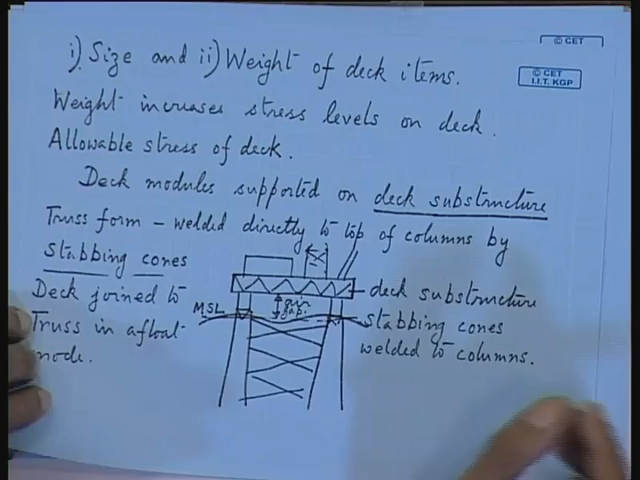 © CET
i) Size and ii) Weight of deck items.
© CET
I.I.T. KGP
Weight increases stress levels on deck.
Allowable stress of deck.
Deck modules supported on deck substructure
Truss form – welded directly to top of columns by
stabbing cones
Deck joined to
Truss in afloat
mode.
MSL
air
gap.
deck substructure
stabbing cones
welded to columns.